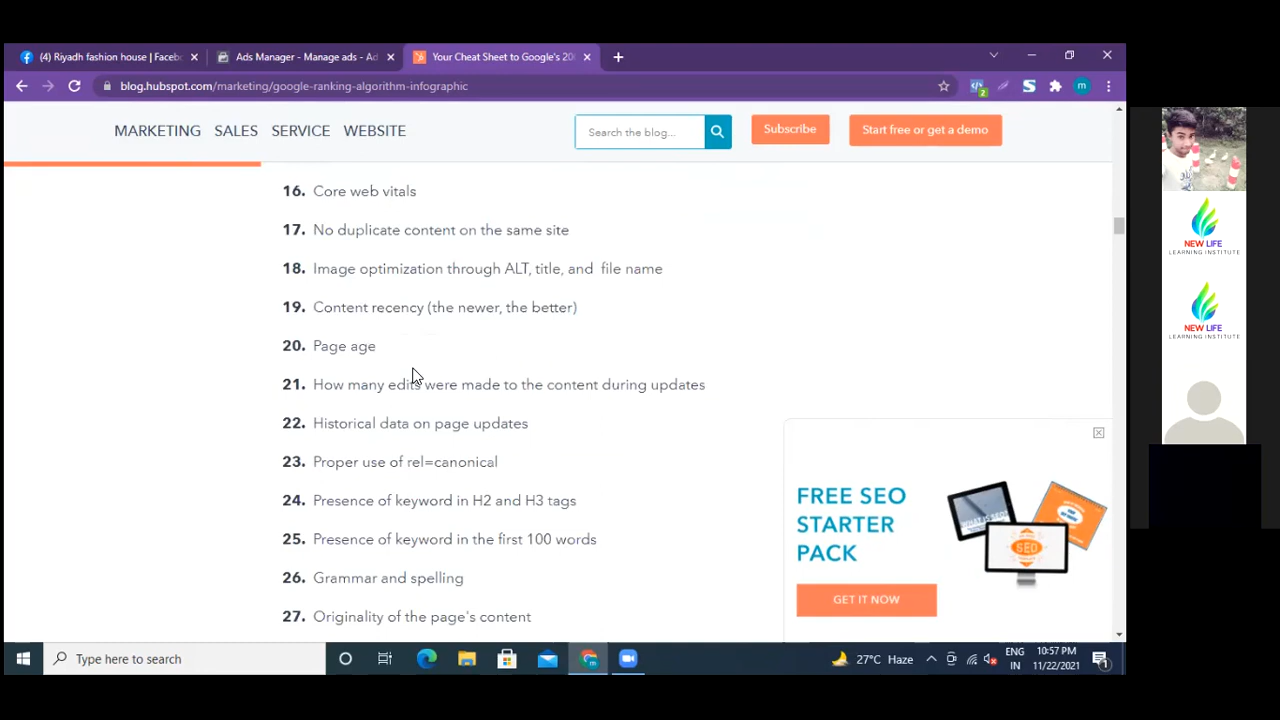 (4) Riyadh fashion house | Faceb
Ads Manager - Manage ads - Ad
Your Cheat Sheet to Google's 200
blog.hubspot.com/marketing/google-ranking-algorithm-infographic
2
m
MARKETING SALES SERVICE WEBSITE
Search the blog...
Subscribe
Start free or get a demo
16. Core web vitals
17. No duplicate content on the same site
18. Image optimization through ALT, title, and file name
19. Content recency (the newer, the better)
20. Page age
21. How many edits were made to the content during updates
22. Historical data on page updates
23. Proper use of rel=canonical
24. Presence of keyword in H2 and H3 tags
25. Presence of keyword in the first 100 words
26. Grammar and spelling
27. Originality of the page's content
FREE SEO
STARTER
PACK
SEO
GET IT NOW
NEW LIFE
LEARNING INSTITUTE
NEW LIFE
LEARNING INSTITUTE
Type here to search
27°C Haze
ENG
IN
10:57 PM
11/22/2021
1